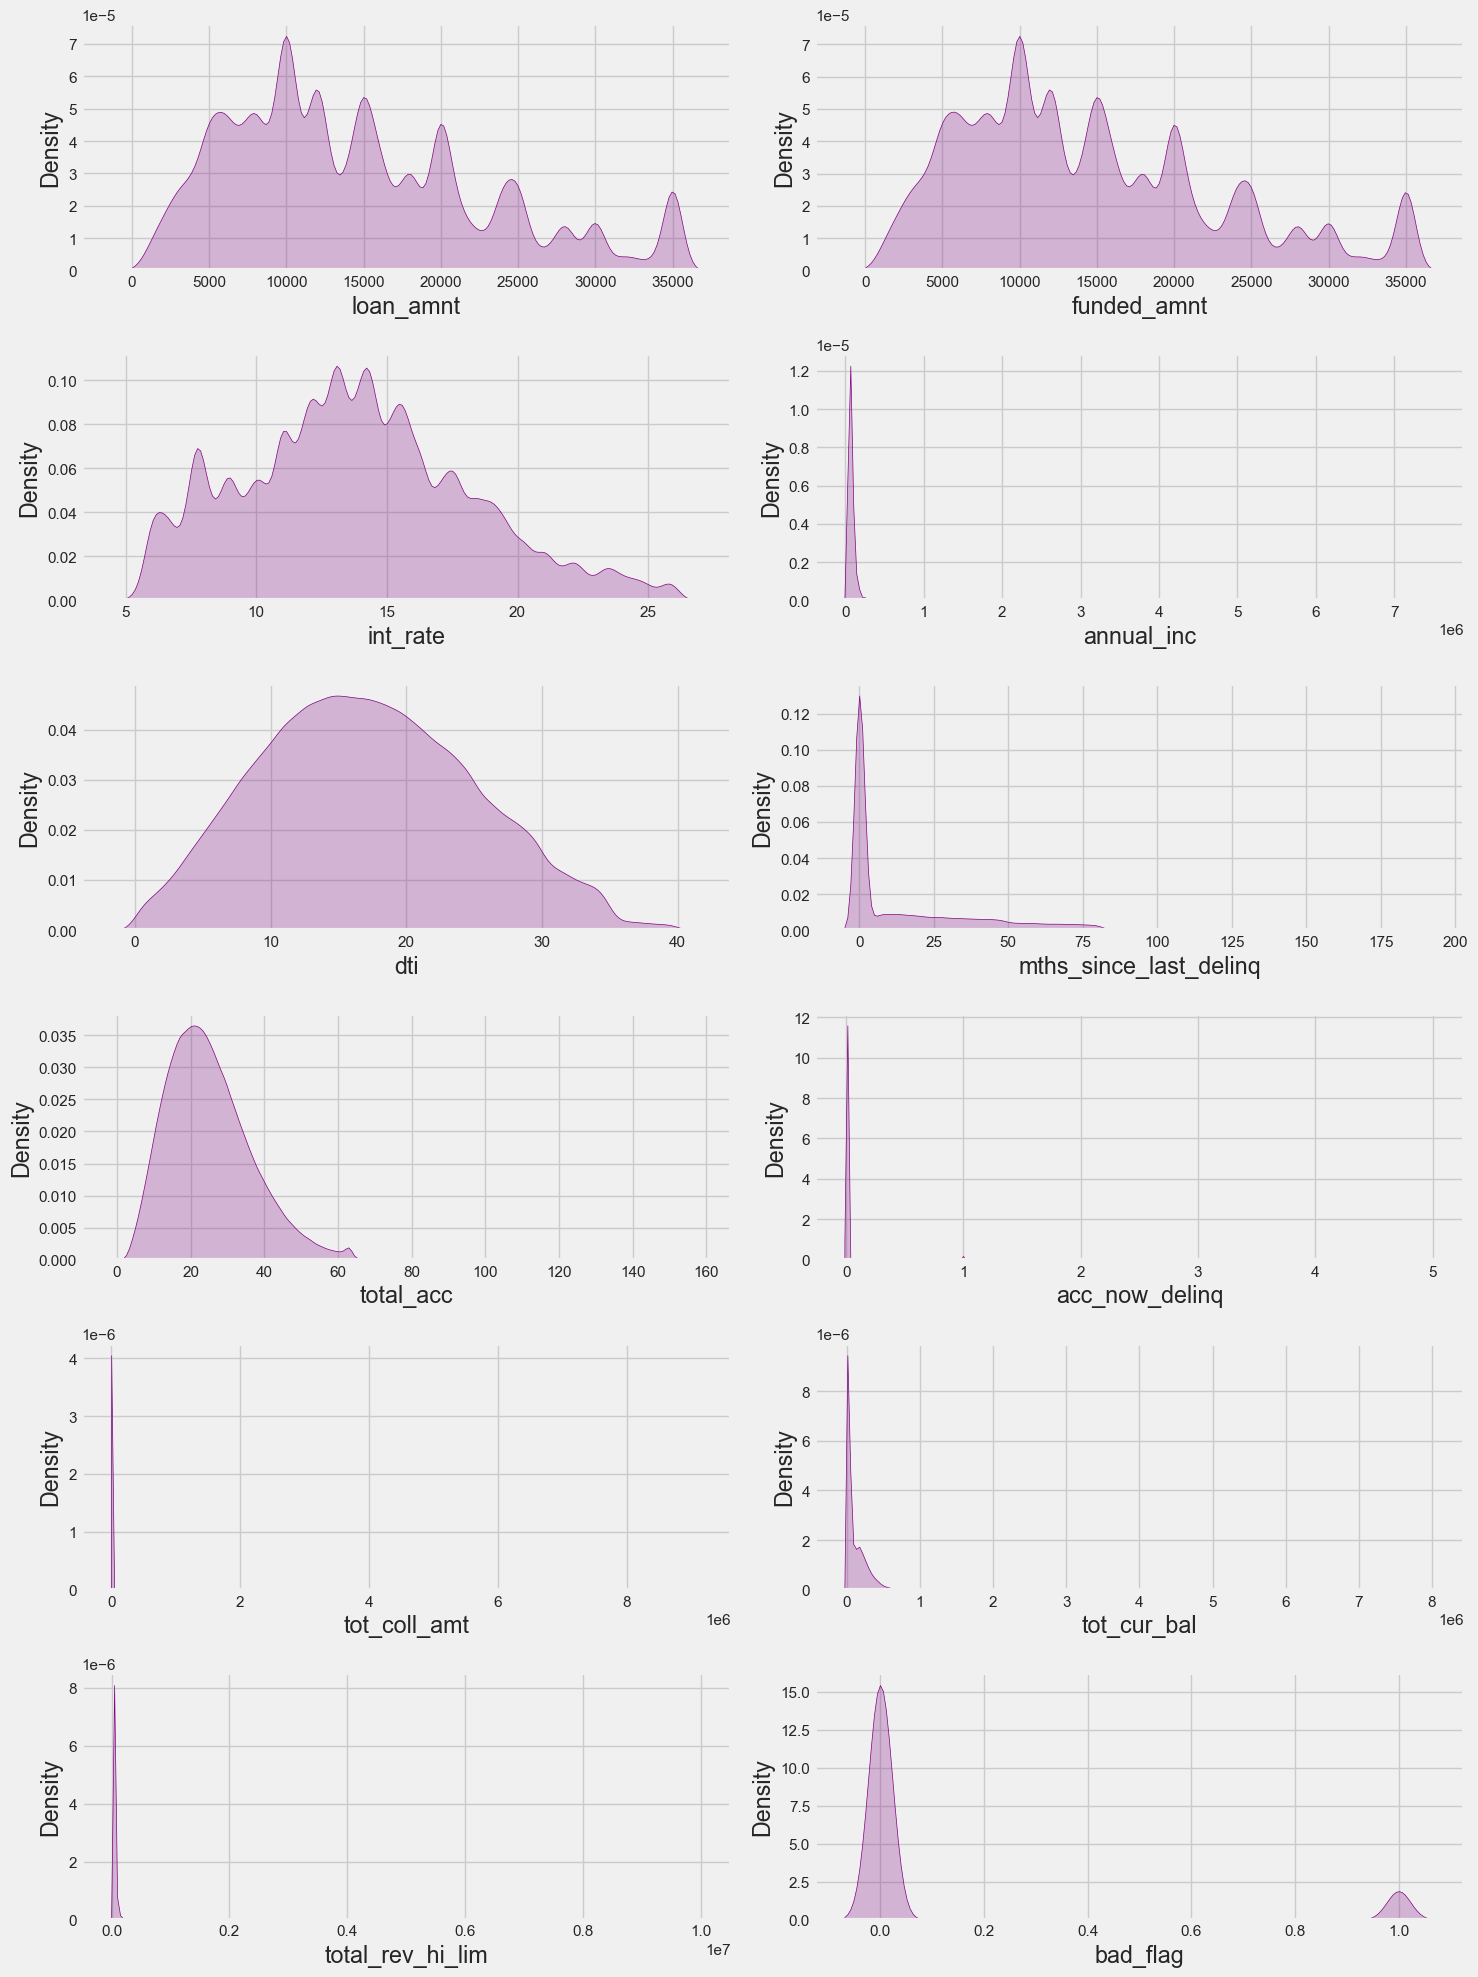 1e−5
7
6
5
4
3
2
1
0
Density
0 5000 10000 15000 20000 25000 30000 35000
loan_amnt
1e−5
7
6
5
4
3
2
1
0
Density
0 5000 10000 15000 20000 25000 30000 35000
funded_amnt
0.10
0.08
0.06
0.04
0.02
0.00
Density
5 10 15 20 25
int_rate
1e−5
1.2
1.0
0.8
0.6
0.4
0.2
0.0
Density
0 1 2 3 4 5 6 7
1e6
annual_inc
0.04
0.03
0.02
0.01
0.00
Density
0 10 20 30 40
dti
0.12
0.10
0.08
0.06
0.04
0.02
0.00
Density
0 25 50 75 100 125 150 175 200
mths_since_last_delinq
0.035
0.030
0.025
0.020
0.015
0.010
0.005
0.000
Density
0 20 40 60 80 100 120 140 160
total_acc
12
10
8
6
4
2
0
Density
0 1 2 3 4 5
acc_now_delinq
1e−6
4
3
2
1
0
Density
0 2 4 6 8
1e6
tot_coll_amt
1e−6
8
6
4
2
0
Density
0 1 2 3 4 5 6 7 8
1e6
tot_cur_bal
1e−6
8
6
4
2
0
Density
0.0 0.2 0.4 0.6 0.8 1.0
1e7
total_rev_hi_lim
15.0
12.5
10.0
7.5
5.0
2.5
0.0
Density
0.0 0.2 0.4 0.6 0.8 1.0
bad_flag